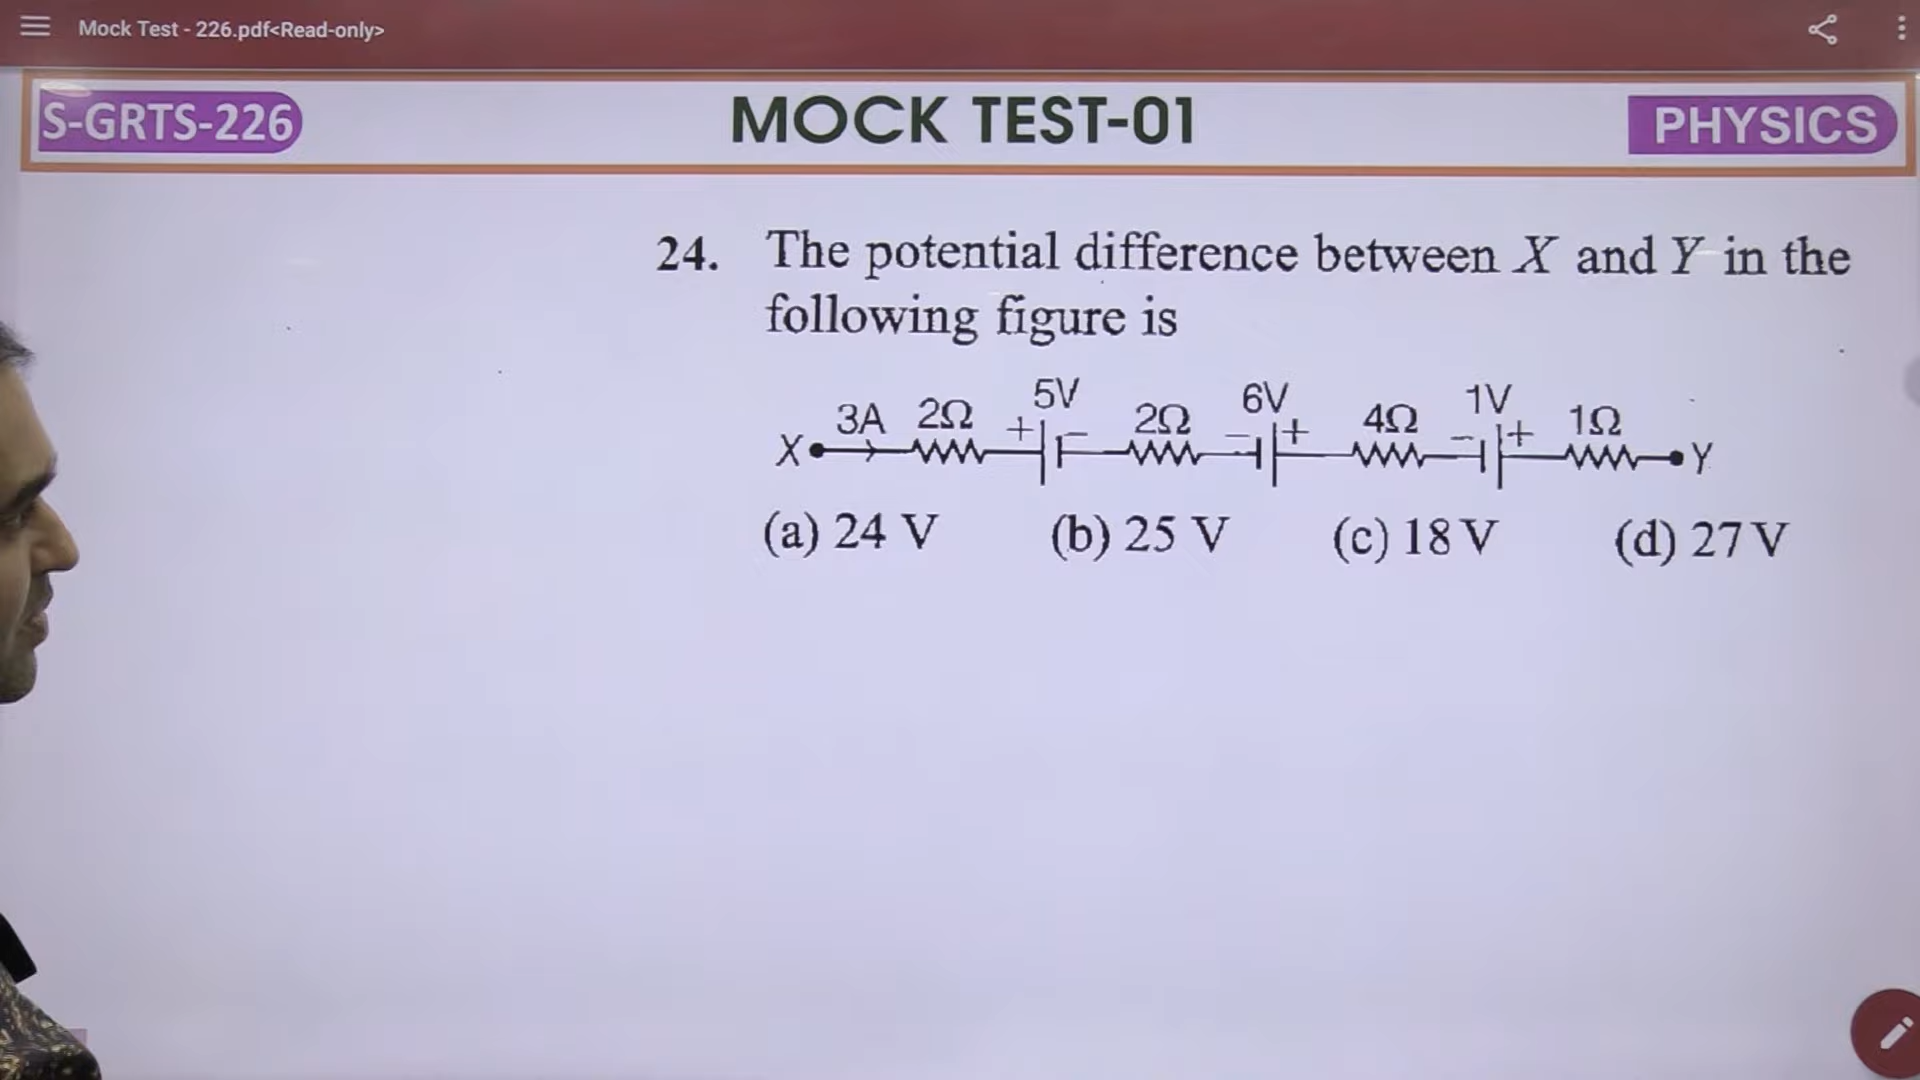 Mock Test - 226.pdf<Read-only>
S-GRTS-226
MOCK TEST-01
PHYSICS
24. The potential difference between X and Y in the
following figure is
X 3A 2Ω + 5V - 2Ω - 6V + 4Ω - 1V + 1Ω Y
(a) 24 V (b) 25 V (c) 18 V (d) 27 V